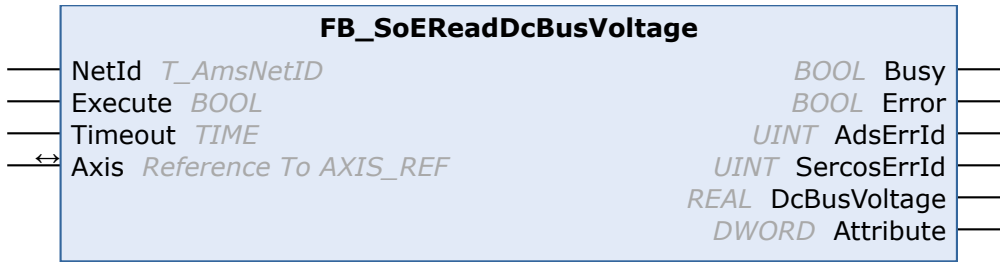 FB_SoEReadDcBusVoltage
NetId T_AmsNetID BOOL Busy
Execute BOOL BOOL Error
Timeout TIME UINT AdsErrId
↔ Axis Reference To AXIS_REF UINT SercosErrId
REAL DcBusVoltage
DWORD Attribute